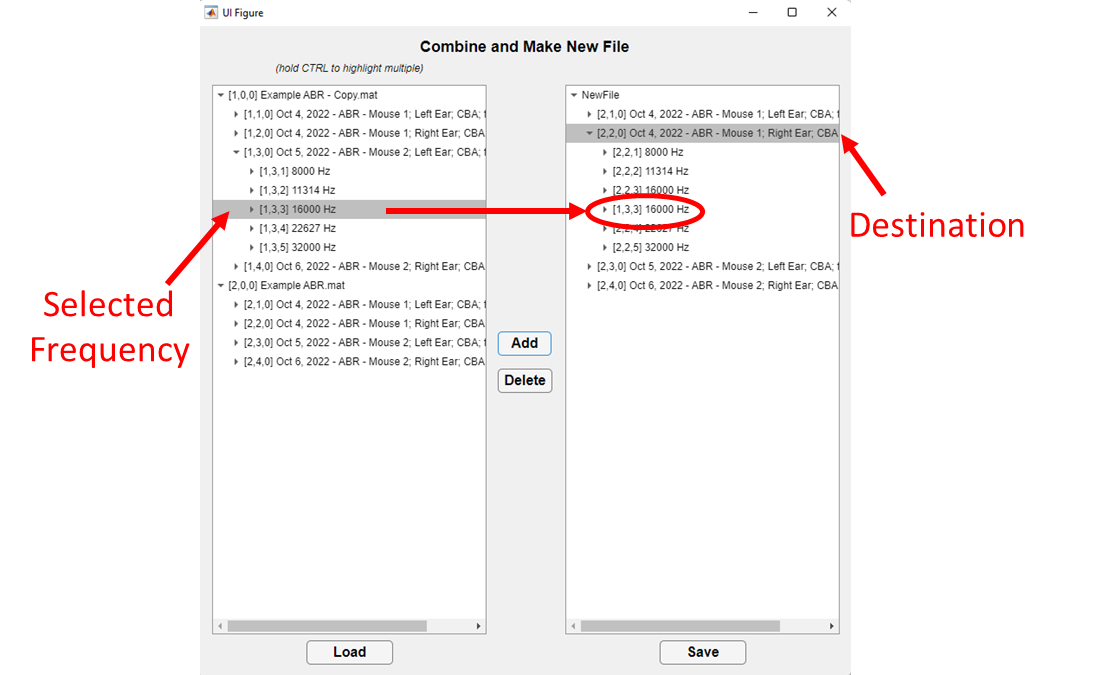 UI Figure
Combine and Make New File
(hold CTRL to highlight multiple)
[1,0,0] Example ABR - Copy.mat
[1,1,0] Oct 4, 2022 - ABR - Mouse 1; Left Ear; CBA;
[1,2,0] Oct 4, 2022 - ABR - Mouse 1; Right Ear; CBA
[1,3,0] Oct 5, 2022 - ABR - Mouse 2; Left Ear; CBA;
[1,3,1] 8000 Hz
[1,3,2] 11314 Hz
[1,3,3] 16000 Hz
[1,3,4] 22627 Hz
[1,3,5] 32000 Hz
[1,4,0] Oct 6, 2022 - ABR - Mouse 2; Right Ear; CBA
[2,0,0] Example ABR.mat
[2,1,0] Oct 4, 2022 - ABR - Mouse 1; Left Ear; CBA;
[2,2,0] Oct 4, 2022 - ABR - Mouse 1; Right Ear; CBA
[2,3,0] Oct 5, 2022 - ABR - Mouse 2; Left Ear; CBA;
[2,4,0] Oct 6, 2022 - ABR - Mouse 2; Right Ear; CBA
Selected
Frequency
Add
Delete
NewFile
[2,1,0] Oct 4, 2022 - ABR - Mouse 1; Left Ear; CBA;
[2,2,0] Oct 4, 2022 - ABR - Mouse 1; Right Ear; CBA
[2,2,1] 8000 Hz
[2,2,2] 11314 Hz
[2,2,3] 16000 Hz
[1,3,3] 16000 Hz
[2,2,4] 22627 Hz
[2,2,5] 32000 Hz
[2,3,0] Oct 5, 2022 - ABR - Mouse 2; Left Ear; CBA;
[2,4,0] Oct 6, 2022 - ABR - Mouse 2; Right Ear; CBA
Destination
Load
Save